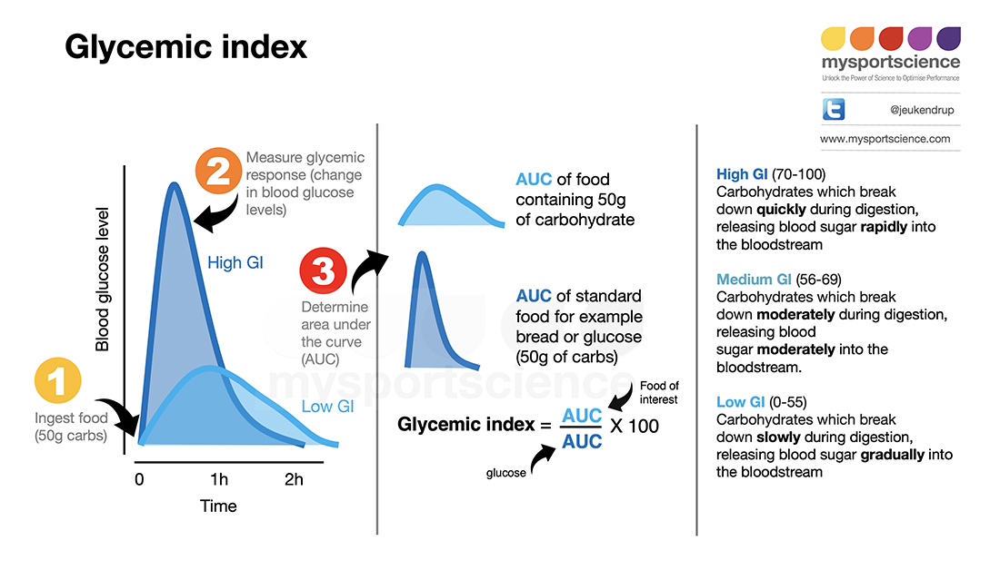 Glycemic index
mysportscience
Unlock the Power of Science to Optimise Performance
@jeukendrup
www.mysportscience.com
1
Ingest food
(50g carbs)
2
Measure glycemic
response (change
in blood glucose
levels)
High GI
Low GI
Blood glucose level
0 1h 2h
Time
3
Determine
area under
the curve
(AUC)
AUC of food
containing 50g
of carbohydrate
AUC of standard
food for example
bread or glucose
(50g of carbs)
mysportscience
Food of
interest
Glycemic index = AUC / AUC X 100
glucose
High GI (70-100)
Carbohydrates which break
down quickly during digestion,
releasing blood sugar rapidly into
the bloodstream
Medium GI (56-69)
Carbohydrates which break
down moderately during digestion,
releasing blood
sugar moderately into the
bloodstream.
Low GI (0-55)
Carbohydrates which break
down slowly during digestion,
releasing blood sugar gradually into
the bloodstream